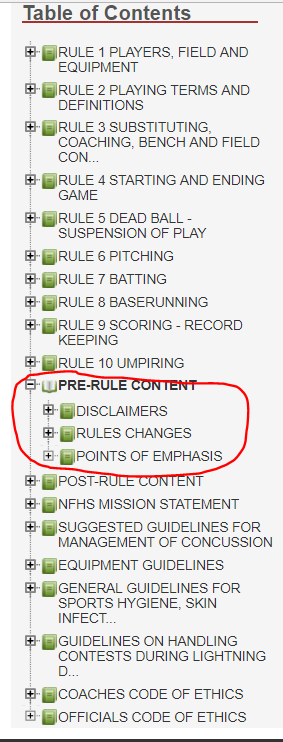 Table of Contents
RULE 1 PLAYERS, FIELD AND
EQUIPMENT
RULE 2 PLAYING TERMS AND
DEFINITIONS
RULE 3 SUBSTITUTING,
COACHING, BENCH AND FIELD
CON...
RULE 4 STARTING AND ENDING
GAME
RULE 5 DEAD BALL -
SUSPENSION OF PLAY
RULE 6 PITCHING
RULE 7 BATTING
RULE 8 BASERUNNING
RULE 9 SCORING - RECORD
KEEPING
RULE 10 UMPIRING
PRE-RULE CONTENT
DISCLAIMERS
RULES CHANGES
POINTS OF EMPHASIS
POST-RULE CONTENT
NFHS MISSION STATEMENT
SUGGESTED GUIDELINES FOR
MANAGEMENT OF CONCUSSION
EQUIPMENT GUIDELINES
GENERAL GUIDELINES FOR
SPORTS HYGIENE, SKIN
INFECT...
GUIDELINES ON HANDLING
CONTESTS DURING LIGHTNING
D...
COACHES CODE OF ETHICS
OFFICIALS CODE OF ETHICS